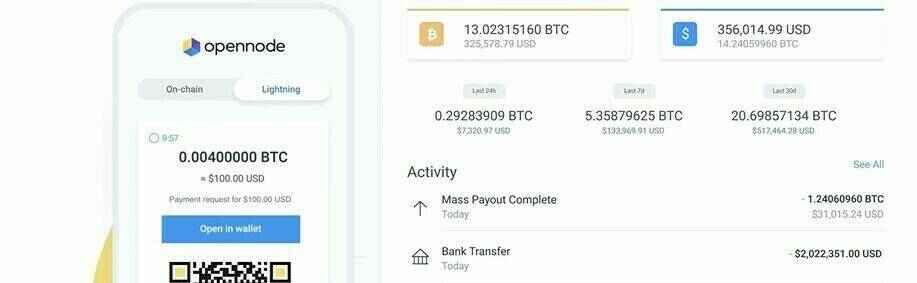 opennode
On-chain
Lightning
9:57
0.00400000 BTC
≈ $100.00 USD
Payment request for $100.00 USD
Open in wallet
13.02315160 BTC
325,578.79 USD
$
356,014.99 USD
14.24059960 BTC
Last 24h
0.29283909 BTC
$7,320.97 USD
Last 7d
5.35879625 BTC
$133,969.91 USD
Last 30d
20.69857134 BTC
$517,464.28 USD
Activity
See All
Mass Payout Complete
Today
- 1.24060960 BTC
$31,015.24 USD
Bank Transfer
Today
- $2,022,351.00 USD